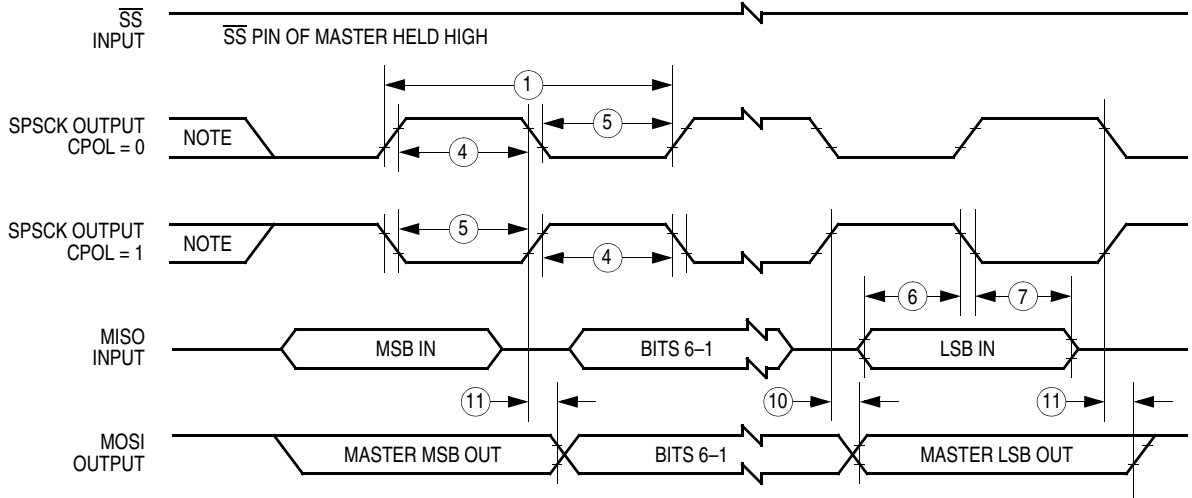 SS
INPUT
SS PIN OF MASTER HELD HIGH
1
SPSCK OUTPUT
CPOL = 0
NOTE
4
5
SPSCK OUTPUT
CPOL = 1
NOTE
5
4
6
7
MISO
INPUT
MSB IN
BITS 6–1
LSB IN
11
10
11
MOSI
OUTPUT
MASTER MSB OUT
BITS 6–1
MASTER LSB OUT